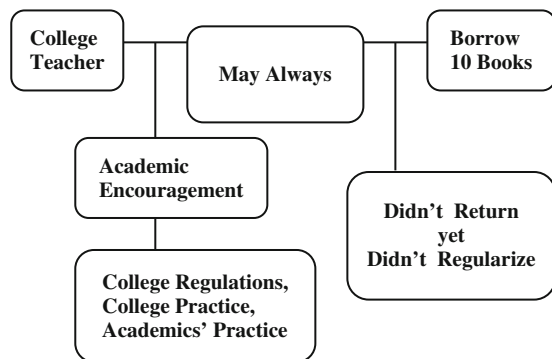 College
Teacher
May Always
Borrow
10 Books
Academic
Encouragement
Didn't Return
yet
Didn't Regularize
College Regulations,
College Practice,
Academics' Practice